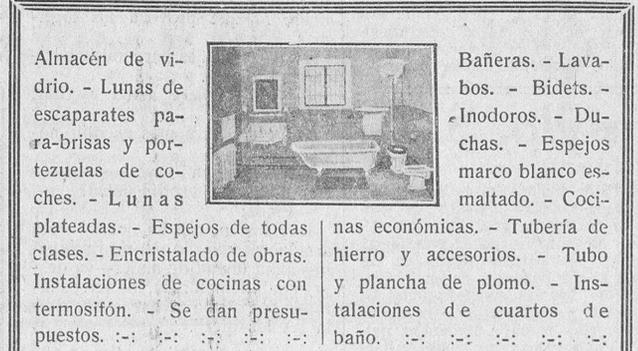 Almacén de vi-
drio. - Lunas de
escaparates pa-
ra-brisas y por-
tezuelas de co-
ches. - Lunas
plateadas. - Espejos de todas
clases. - Encristalado de obras.
Instalaciones de cocinas con
termosifón. - Se dan presu-
puestos. :-: :-: :-: :-: :-:
Bañeras. - Lava-
bos. - Bidets. -
Inodoros. - Du-
chas. - Espejos
marco blanco es-
maltado. - Coci-
nas económicas. - Tubería de
hierro y accesorios. - Tubo
y plancha de plomo. - Ins-
talaciones de cuartos de
baño. :-: :-: :-: :-: :-: